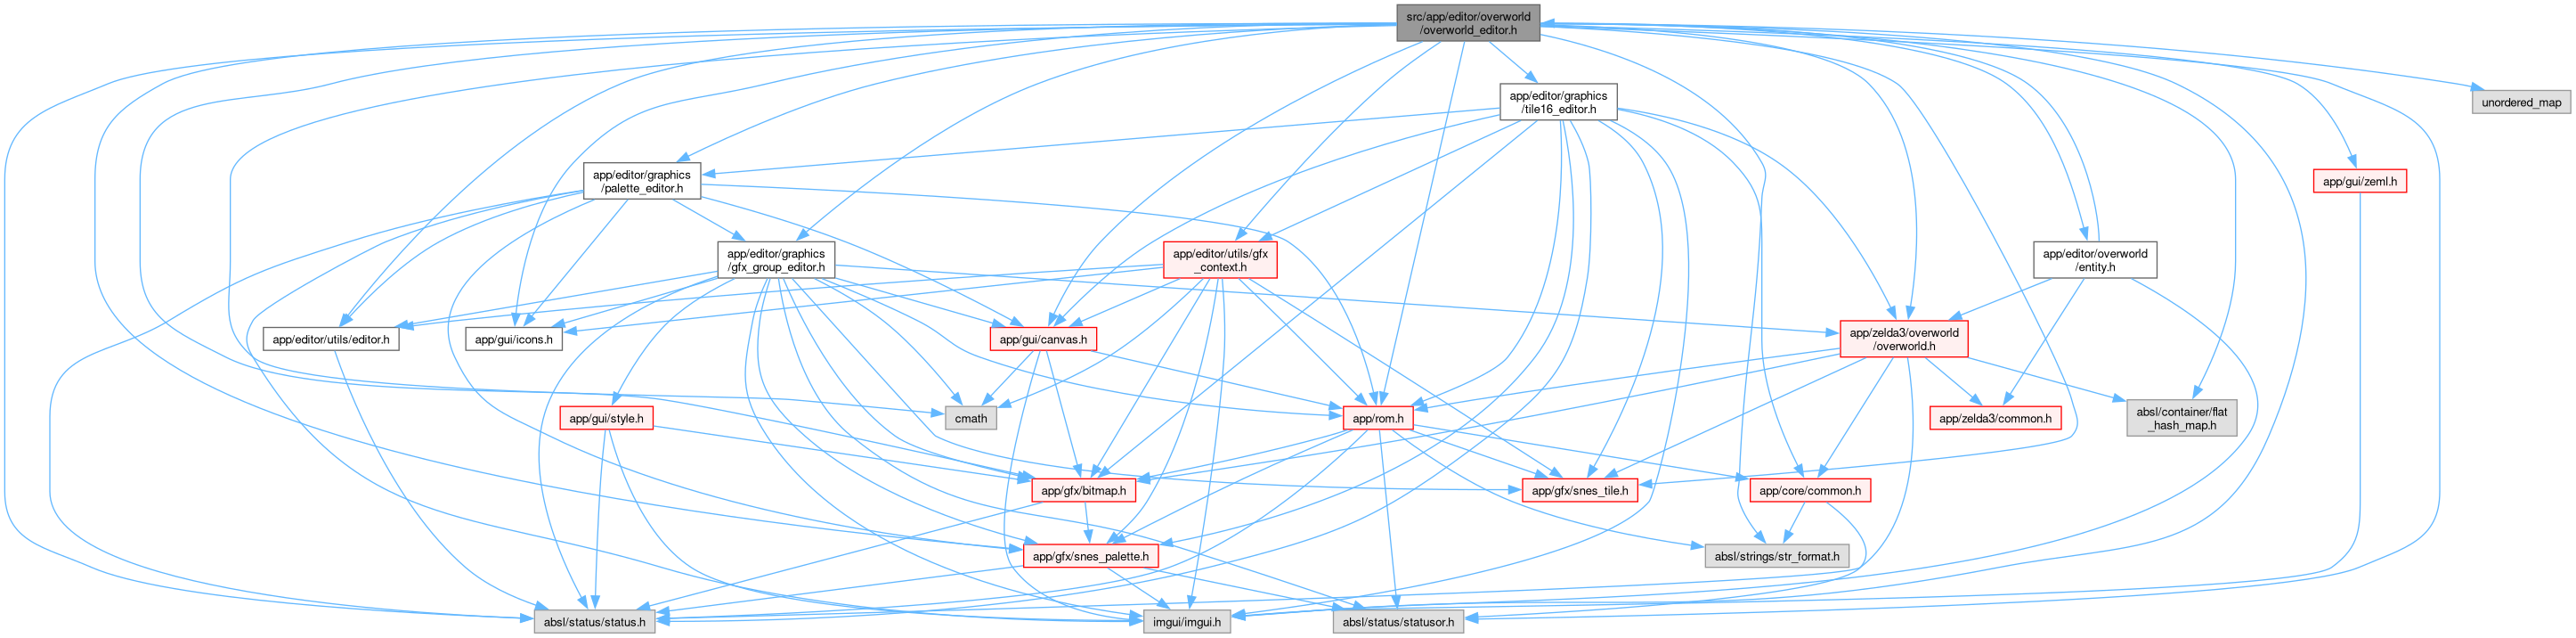 src/app/editor/overworld
/overworld_editor.h
app/editor/graphics
/tile16_editor.h
unordered_map
app/editor/graphics
/palette_editor.h
app/gui/zeml.h
app/editor/graphics
/gfx_group_editor.h
app/editor/utils/gfx
_context.h
app/editor/overworld
/entity.h
app/editor/utils/editor.h
app/gui/icons.h
app/gui/canvas.h
app/zelda3/overworld
/overworld.h
app/gui/style.h
cmath
app/rom.h
app/zelda3/common.h
absl/container/flat
_hash_map.h
app/gfx/bitmap.h
app/gfx/snes_tile.h
app/core/common.h
app/gfx/snes_palette.h
absl/strings/str_format.h
absl/status/status.h
imgui/imgui.h
absl/status/statusor.h